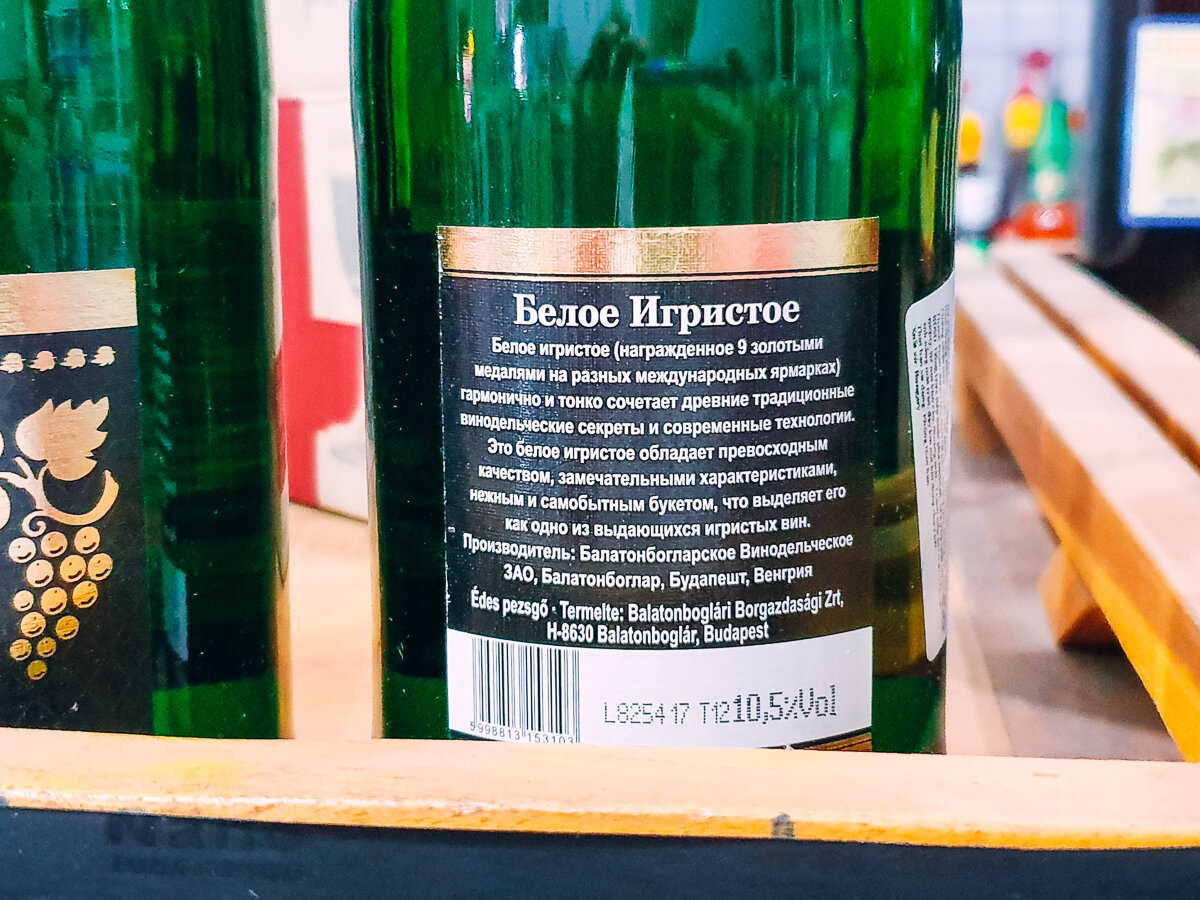 Белое Игристое
Белое игристое (награжденное 9 золотыми
медалями на разных международных ярмарках)
гармонично и тонко сочетает древние традиционные
винодельческие секреты и современные технологии.
Это белое игристое обладает превосходным
качеством, замечательными характеристиками,
нежным и самобытным букетом, что выделяет его
как одно из выдающихся игристых вин.
Производитель: Балатонбогларское Винодельческое
ЗАО, Балатонбоглар, Будапешт, Венгрия
Édes pezsgő - Termelte: Balatonboglári Borgazdasági Zrt,
H-8630 Balatonboglár, Budapest
L8254 17 T12 10,5%Vol
5998813 153103